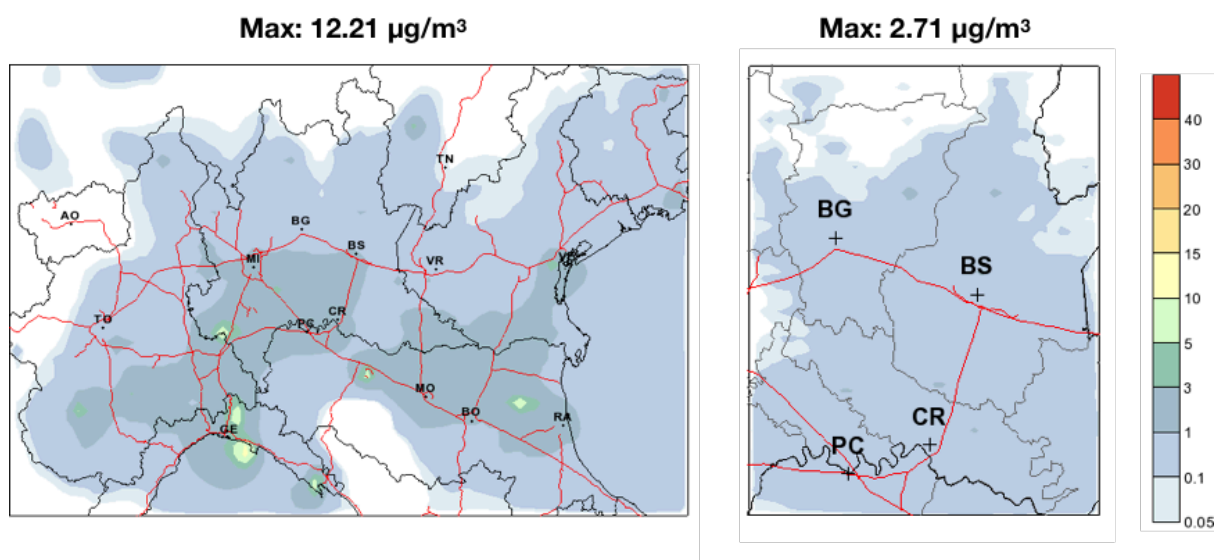 Max: 12.21 µg/m³
Max: 2.71 µg/m³
TN
AO
BG
BS
MI
VR
VE
TO
PC
CR
MO
BO
RA
GE
BG
BS
CR
PC
40
30
20
15
10
5
3
1
0.1
0.05